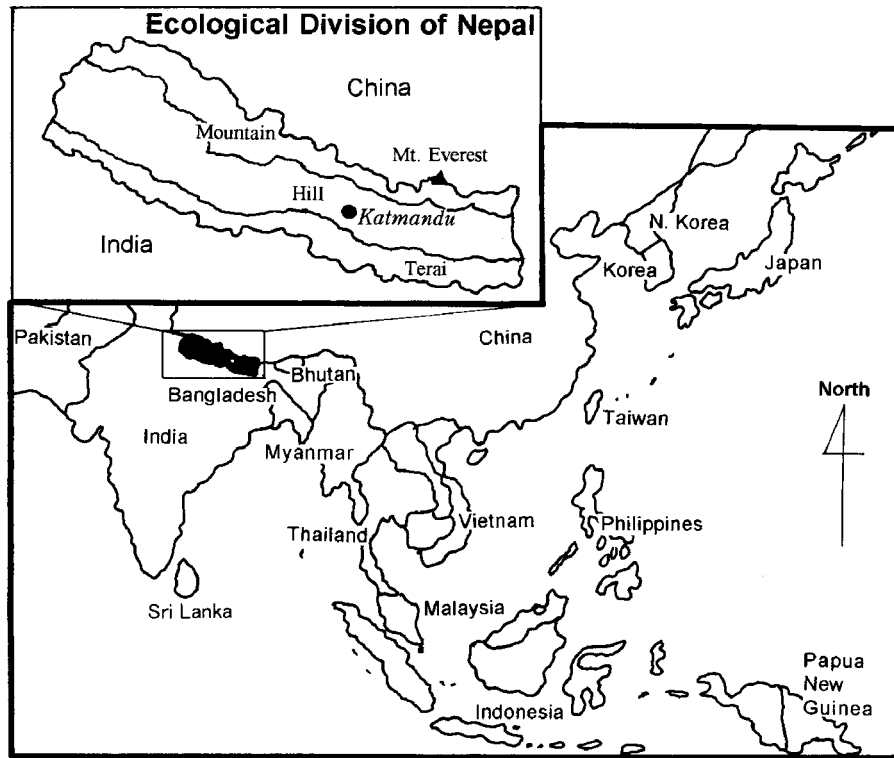 Ecological Division of Nepal
China
Mountain
Mt. Everest
Hill
Katmandu
India
Terai
N. Korea
Korea
Japan
China
Pakistan
Bhutan
Bangladesh
North
India
Taiwan
Myanmar
Thailand
Vietnam
Philippines
Sri Lanka
Malaysia
Papua
New
Guinea
Indonesia